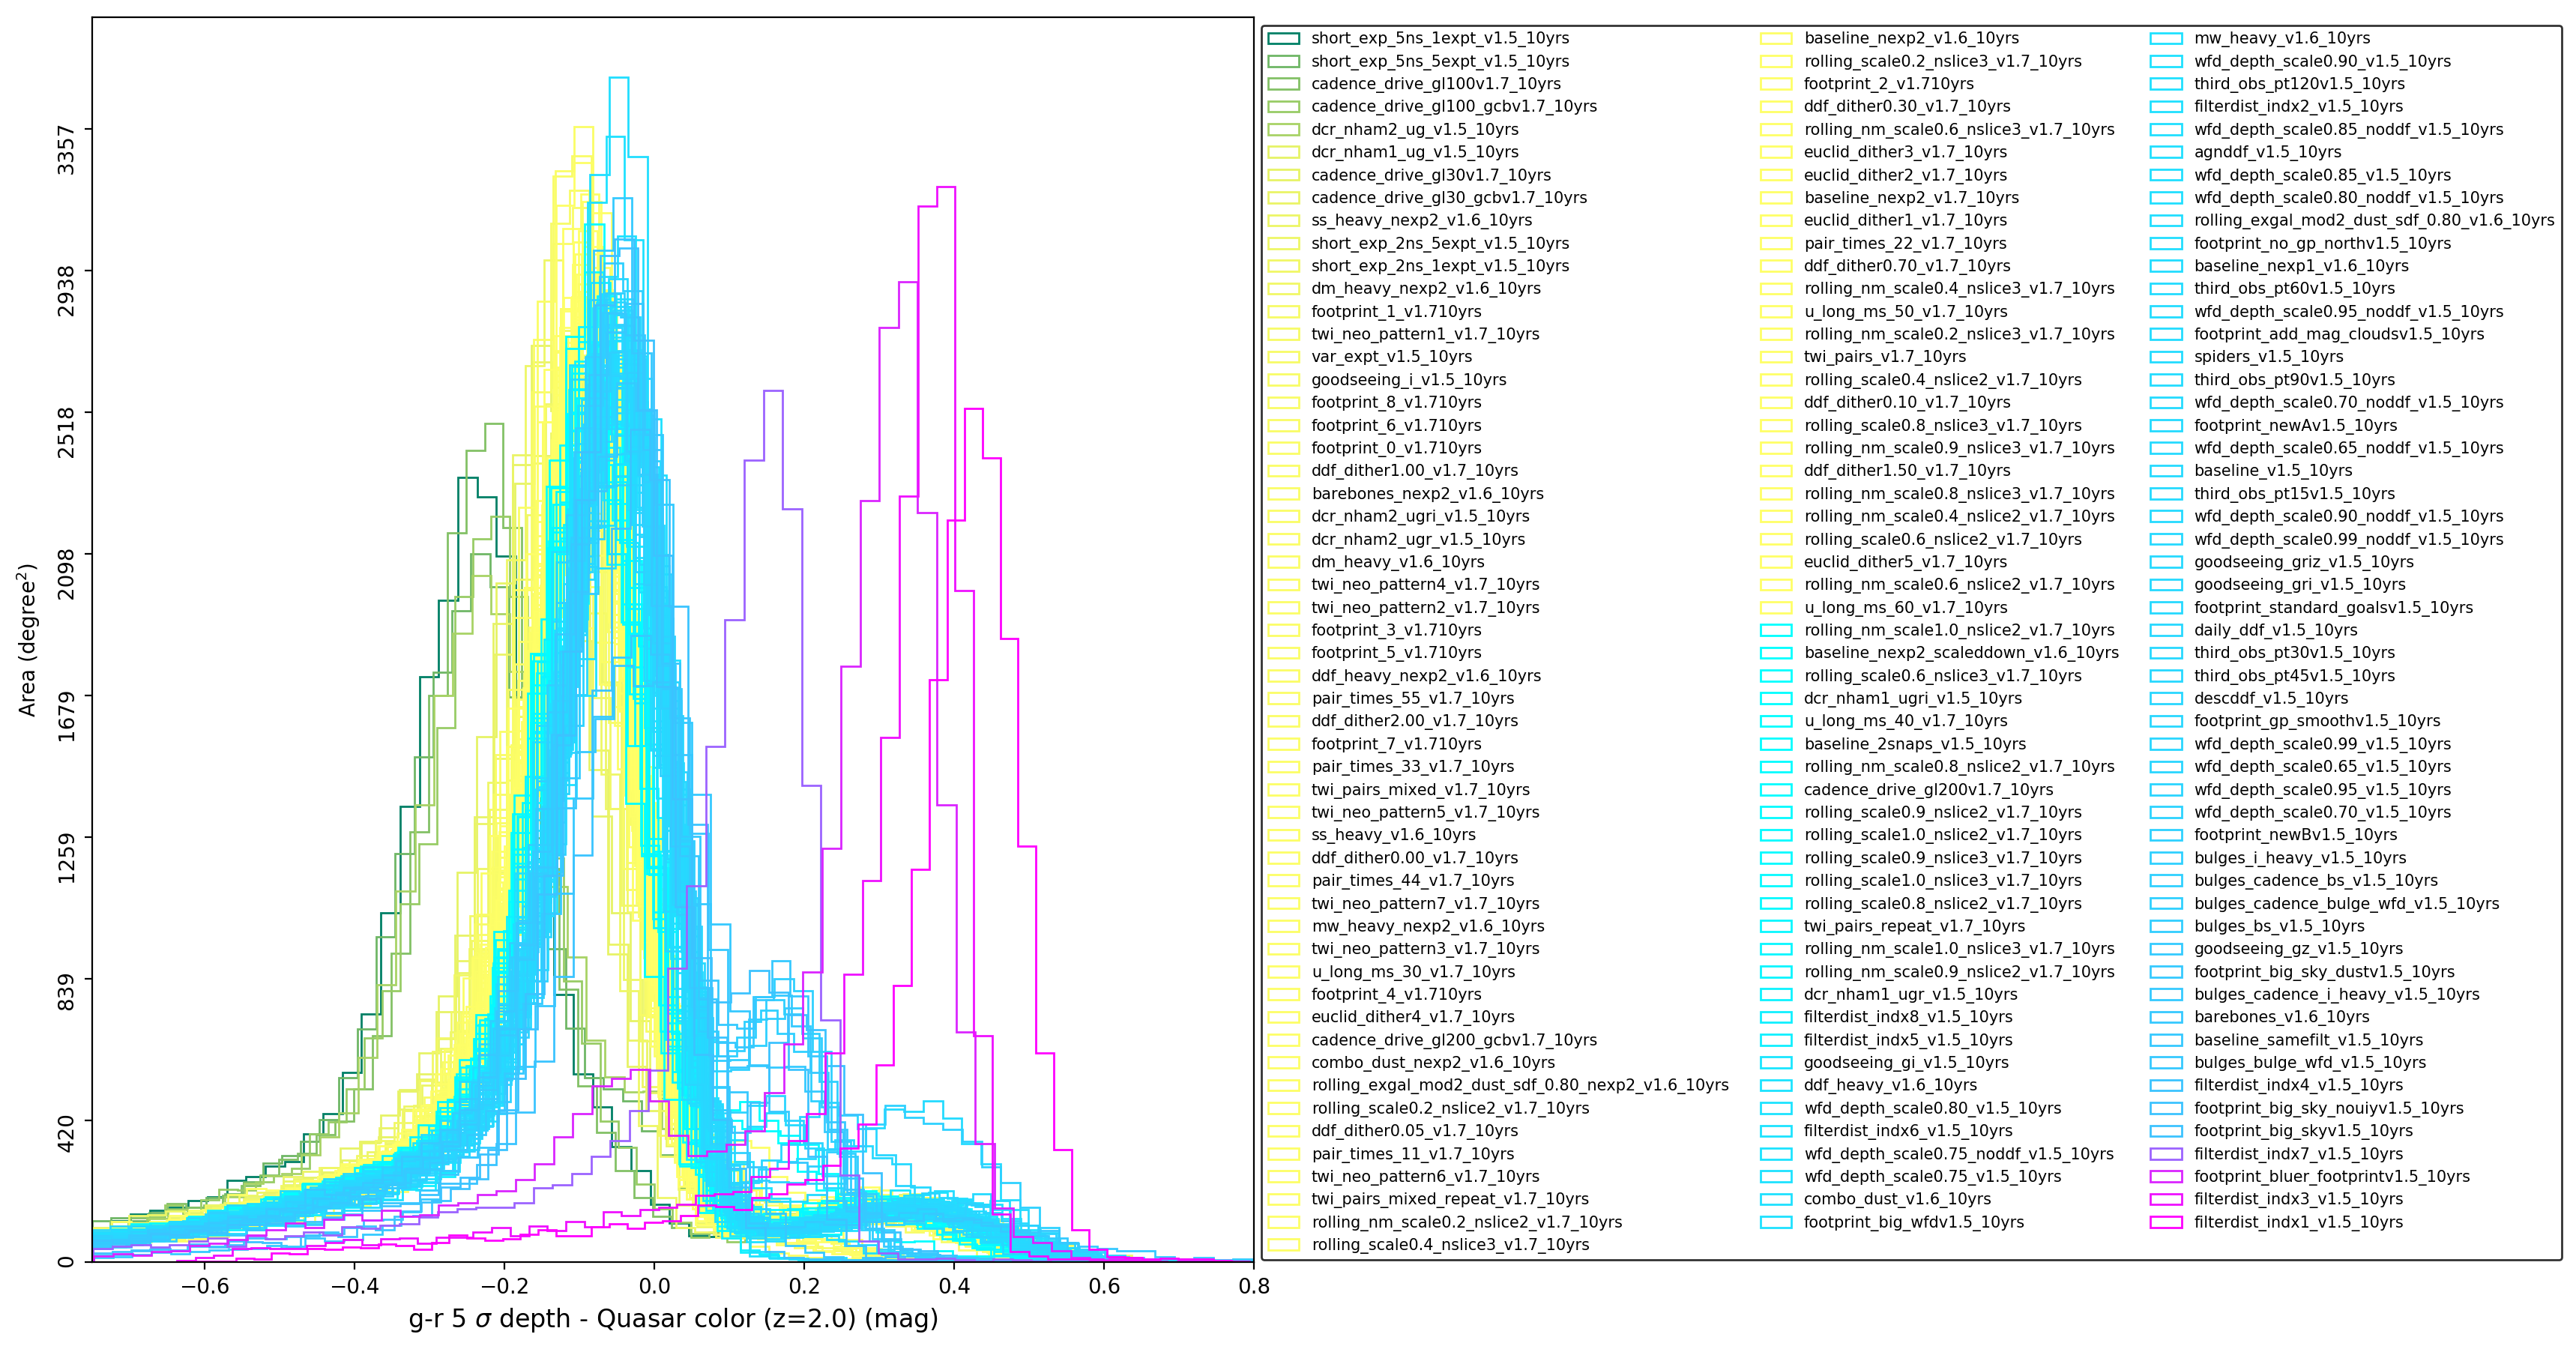 3357
2938
2518
2098
1679
1259
839
420
0
Area (degree²)
−0.6 −0.4 −0.2 0.0 0.2 0.4 0.6 0.8
g-r 5 σ depth - Quasar color (z=2.0) (mag)
short_exp_5ns_1expt_v1.5_10yrs
short_exp_5ns_5expt_v1.5_10yrs
cadence_drive_gl100v1.7_10yrs
cadence_drive_gl100_gcbv1.7_10yrs
dcr_nham2_ug_v1.5_10yrs
dcr_nham1_ug_v1.5_10yrs
cadence_drive_gl30v1.7_10yrs
cadence_drive_gl30_gcbv1.7_10yrs
ss_heavy_nexp2_v1.6_10yrs
short_exp_2ns_5expt_v1.5_10yrs
short_exp_2ns_1expt_v1.5_10yrs
dm_heavy_nexp2_v1.6_10yrs
footprint_1_v1.710yrs
twi_neo_pattern1_v1.7_10yrs
var_expt_v1.5_10yrs
goodseeing_i_v1.5_10yrs
footprint_8_v1.710yrs
footprint_6_v1.710yrs
footprint_0_v1.710yrs
ddf_dither1.00_v1.7_10yrs
barebones_nexp2_v1.6_10yrs
dcr_nham2_ugri_v1.5_10yrs
dcr_nham2_ugr_v1.5_10yrs
dm_heavy_v1.6_10yrs
twi_neo_pattern4_v1.7_10yrs
twi_neo_pattern2_v1.7_10yrs
footprint_3_v1.710yrs
footprint_5_v1.710yrs
ddf_heavy_nexp2_v1.6_10yrs
pair_times_55_v1.7_10yrs
ddf_dither2.00_v1.7_10yrs
footprint_7_v1.710yrs
pair_times_33_v1.7_10yrs
twi_pairs_mixed_v1.7_10yrs
twi_neo_pattern5_v1.7_10yrs
ss_heavy_v1.6_10yrs
ddf_dither0.00_v1.7_10yrs
pair_times_44_v1.7_10yrs
twi_neo_pattern7_v1.7_10yrs
mw_heavy_nexp2_v1.6_10yrs
twi_neo_pattern3_v1.7_10yrs
u_long_ms_30_v1.7_10yrs
footprint_4_v1.710yrs
euclid_dither4_v1.7_10yrs
cadence_drive_gl200_gcbv1.7_10yrs
combo_dust_nexp2_v1.6_10yrs
rolling_exgal_mod2_dust_sdf_0.80_nexp2_v1.6_10yrs
rolling_scale0.2_nslice2_v1.7_10yrs
ddf_dither0.05_v1.7_10yrs
pair_times_11_v1.7_10yrs
twi_neo_pattern6_v1.7_10yrs
twi_pairs_mixed_repeat_v1.7_10yrs
rolling_nm_scale0.2_nslice2_v1.7_10yrs
rolling_scale0.4_nslice3_v1.7_10yrs
baseline_nexp2_v1.6_10yrs
rolling_scale0.2_nslice3_v1.7_10yrs
footprint_2_v1.710yrs
ddf_dither0.30_v1.7_10yrs
rolling_nm_scale0.6_nslice3_v1.7_10yrs
euclid_dither3_v1.7_10yrs
euclid_dither2_v1.7_10yrs
baseline_nexp2_v1.7_10yrs
euclid_dither1_v1.7_10yrs
pair_times_22_v1.7_10yrs
ddf_dither0.70_v1.7_10yrs
rolling_nm_scale0.4_nslice3_v1.7_10yrs
u_long_ms_50_v1.7_10yrs
rolling_nm_scale0.2_nslice3_v1.7_10yrs
twi_pairs_v1.7_10yrs
rolling_scale0.4_nslice2_v1.7_10yrs
ddf_dither0.10_v1.7_10yrs
rolling_scale0.8_nslice3_v1.7_10yrs
rolling_nm_scale0.9_nslice3_v1.7_10yrs
ddf_dither1.50_v1.7_10yrs
rolling_nm_scale0.8_nslice3_v1.7_10yrs
rolling_nm_scale0.4_nslice2_v1.7_10yrs
rolling_scale0.6_nslice2_v1.7_10yrs
euclid_dither5_v1.7_10yrs
rolling_nm_scale0.6_nslice2_v1.7_10yrs
u_long_ms_60_v1.7_10yrs
rolling_nm_scale1.0_nslice2_v1.7_10yrs
baseline_nexp2_scaleddown_v1.6_10yrs
rolling_scale0.6_nslice3_v1.7_10yrs
dcr_nham1_ugri_v1.5_10yrs
u_long_ms_40_v1.7_10yrs
baseline_2snaps_v1.5_10yrs
rolling_nm_scale0.8_nslice2_v1.7_10yrs
cadence_drive_gl200v1.7_10yrs
rolling_scale0.9_nslice2_v1.7_10yrs
rolling_scale1.0_nslice2_v1.7_10yrs
rolling_scale0.9_nslice3_v1.7_10yrs
rolling_scale1.0_nslice3_v1.7_10yrs
rolling_scale0.8_nslice2_v1.7_10yrs
twi_pairs_repeat_v1.7_10yrs
rolling_nm_scale1.0_nslice3_v1.7_10yrs
rolling_nm_scale0.9_nslice2_v1.7_10yrs
dcr_nham1_ugr_v1.5_10yrs
filterdist_indx8_v1.5_10yrs
filterdist_indx5_v1.5_10yrs
goodseeing_gi_v1.5_10yrs
ddf_heavy_v1.6_10yrs
wfd_depth_scale0.80_v1.5_10yrs
filterdist_indx6_v1.5_10yrs
wfd_depth_scale0.75_noddf_v1.5_10yrs
wfd_depth_scale0.75_v1.5_10yrs
combo_dust_v1.6_10yrs
footprint_big_wfdv1.5_10yrs
mw_heavy_v1.6_10yrs
wfd_depth_scale0.90_v1.5_10yrs
third_obs_pt120v1.5_10yrs
filterdist_indx2_v1.5_10yrs
wfd_depth_scale0.85_noddf_v1.5_10yrs
agnddf_v1.5_10yrs
wfd_depth_scale0.85_v1.5_10yrs
wfd_depth_scale0.80_noddf_v1.5_10yrs
rolling_exgal_mod2_dust_sdf_0.80_v1.6_10yrs
footprint_no_gp_northv1.5_10yrs
baseline_nexp1_v1.6_10yrs
third_obs_pt60v1.5_10yrs
wfd_depth_scale0.95_noddf_v1.5_10yrs
footprint_add_mag_cloudsv1.5_10yrs
spiders_v1.5_10yrs
third_obs_pt90v1.5_10yrs
wfd_depth_scale0.70_noddf_v1.5_10yrs
footprint_newAv1.5_10yrs
wfd_depth_scale0.65_noddf_v1.5_10yrs
baseline_v1.5_10yrs
third_obs_pt15v1.5_10yrs
wfd_depth_scale0.90_noddf_v1.5_10yrs
wfd_depth_scale0.99_noddf_v1.5_10yrs
goodseeing_griz_v1.5_10yrs
goodseeing_gri_v1.5_10yrs
footprint_standard_goalsv1.5_10yrs
daily_ddf_v1.5_10yrs
third_obs_pt30v1.5_10yrs
third_obs_pt45v1.5_10yrs
descddf_v1.5_10yrs
footprint_gp_smoothv1.5_10yrs
wfd_depth_scale0.99_v1.5_10yrs
wfd_depth_scale0.65_v1.5_10yrs
wfd_depth_scale0.95_v1.5_10yrs
wfd_depth_scale0.70_v1.5_10yrs
footprint_newBv1.5_10yrs
bulges_i_heavy_v1.5_10yrs
bulges_cadence_bs_v1.5_10yrs
bulges_cadence_bulge_wfd_v1.5_10yrs
bulges_bs_v1.5_10yrs
goodseeing_gz_v1.5_10yrs
footprint_big_sky_dustv1.5_10yrs
bulges_cadence_i_heavy_v1.5_10yrs
barebones_v1.6_10yrs
baseline_samefilt_v1.5_10yrs
bulges_bulge_wfd_v1.5_10yrs
filterdist_indx4_v1.5_10yrs
footprint_big_sky_nouiyv1.5_10yrs
footprint_big_skyv1.5_10yrs
filterdist_indx7_v1.5_10yrs
footprint_bluer_footprintv1.5_10yrs
filterdist_indx3_v1.5_10yrs
filterdist_indx1_v1.5_10yrs